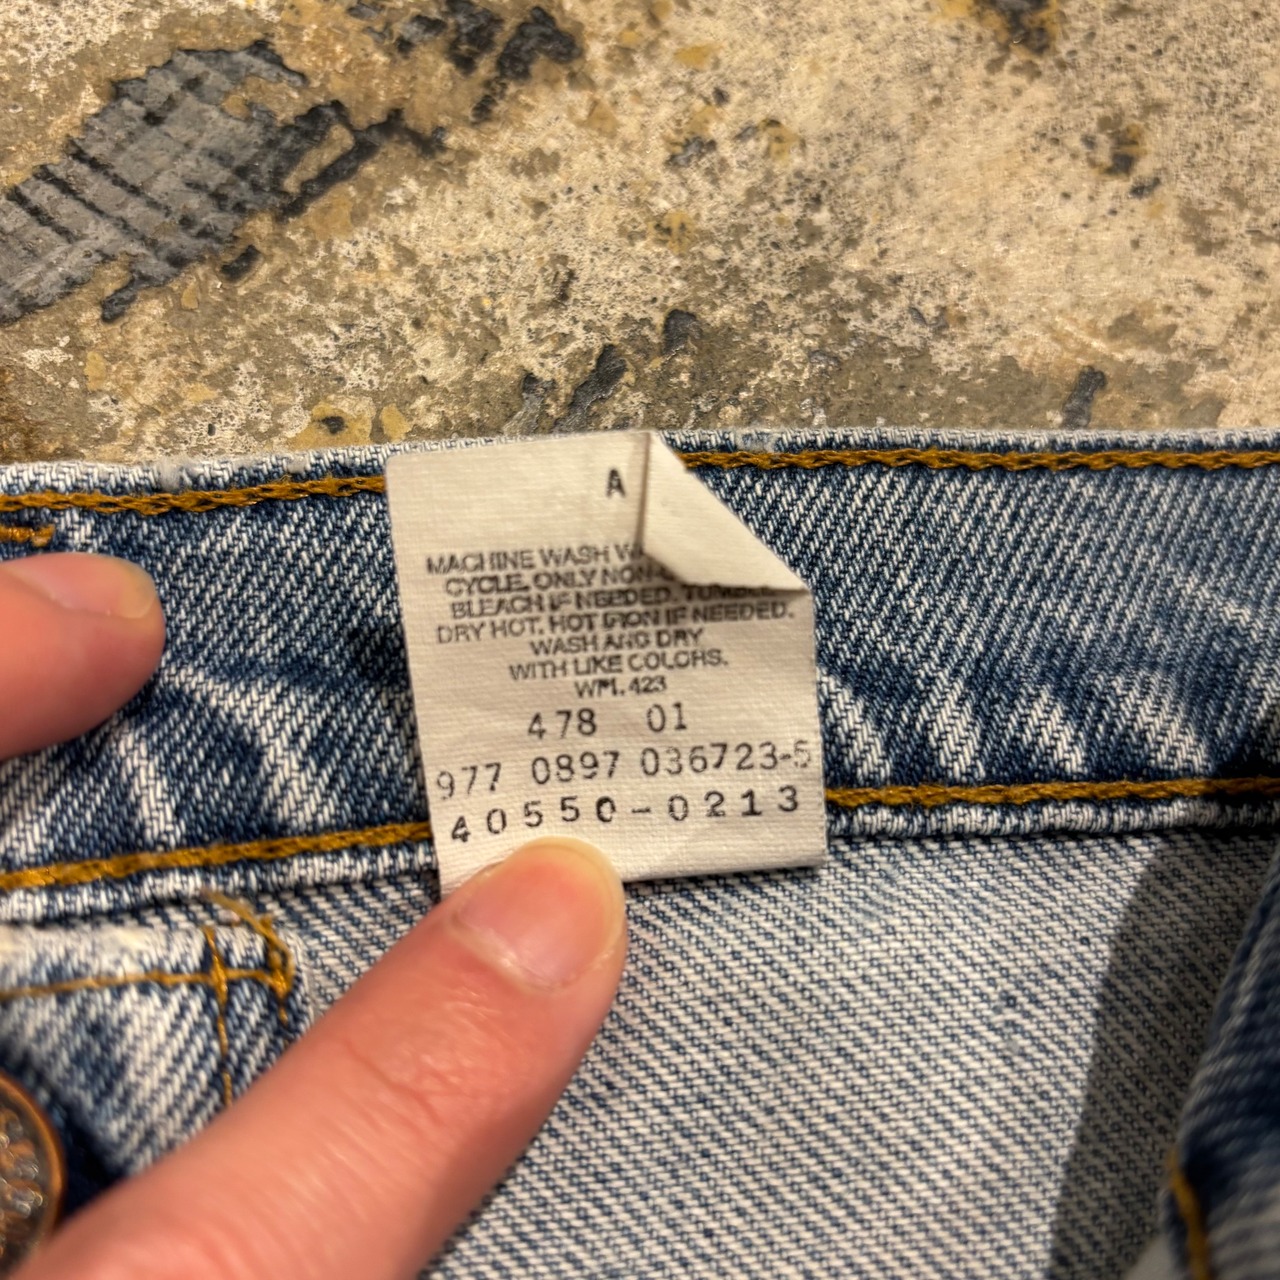 A
MACHINE WASH
CYCLE. ONLY NON-
BLEACH IF NEEDED. TUMBLE
DRY HOT. HOT IRON IF NEEDED.
WASH AND DRY
WITH LIKE COLORS.
WPL 423
478 01
977 0897 036723-5
40550-0213